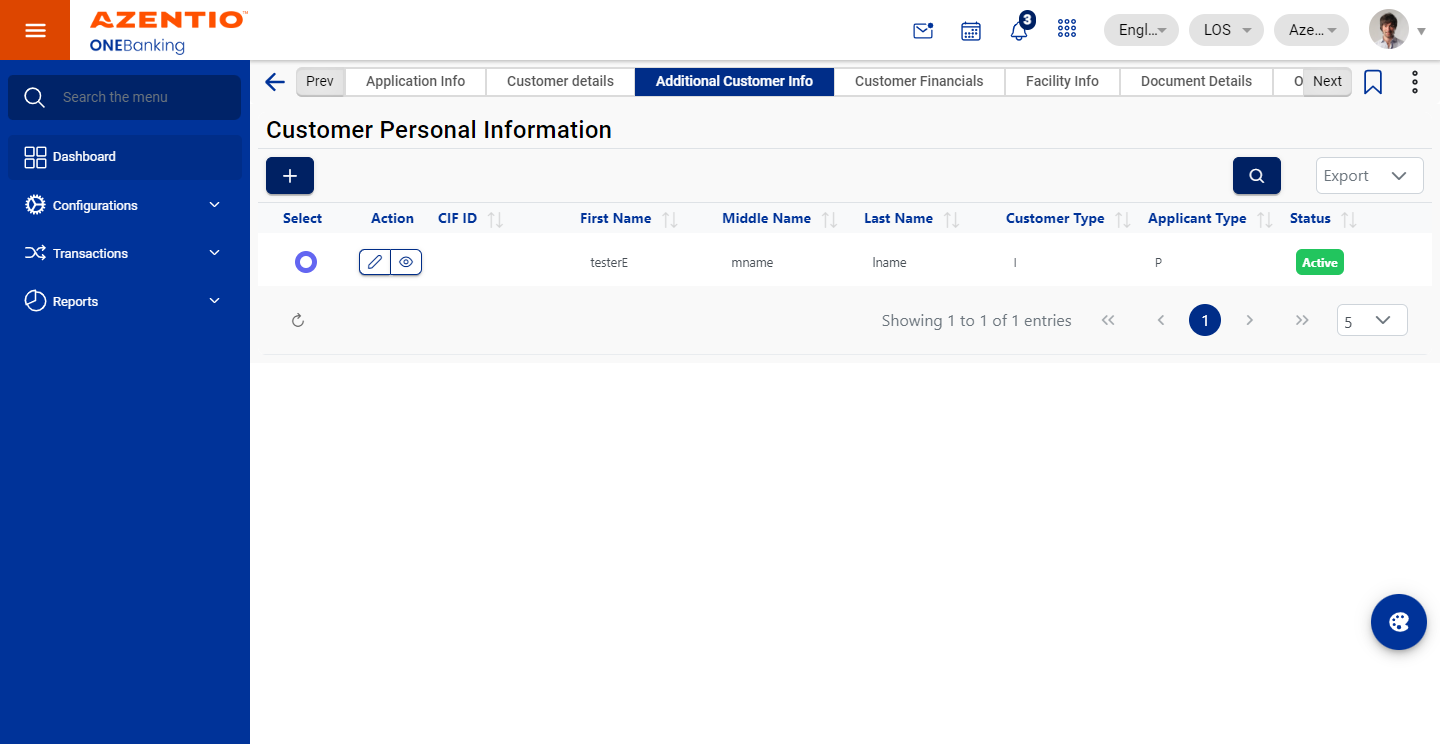 AZENTIO™
ONEBanking
3
Engl...
LOS
Aze...
Search the menu
Dashboard
Configurations
Transactions
Reports
Prev
Application Info
Customer details
Additional Customer Info
Customer Financials
Facility Info
Document Details
O
Next
Customer Personal Information
Export
Select Action CIF ID First Name Middle Name Last Name Customer Type Applicant Type Status
testerE mname lname I P Active
Showing 1 to 1 of 1 entries
1
5